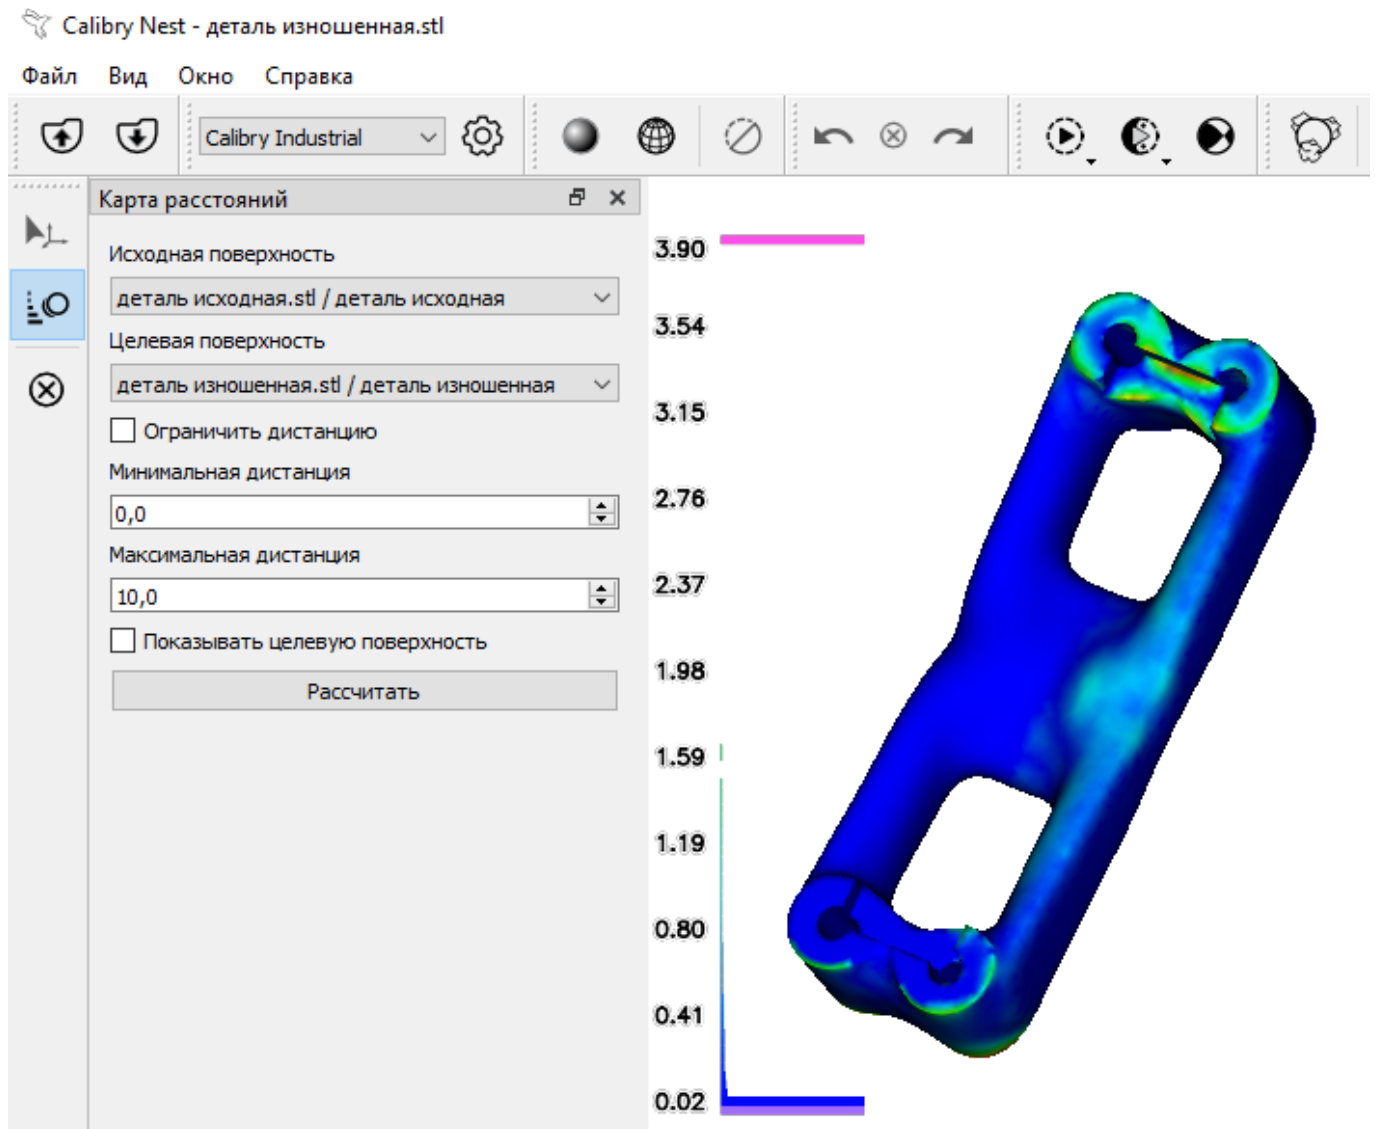 Calibry Nest - деталь изношенная.stl
Файл Вид Окно Справка
Calibry Industrial
Карта расстояний
Исходная поверхность
деталь исходная.stl / деталь исходная
Целевая поверхность
деталь изношенная.stl / деталь изношенная
Ограничить дистанцию
Минимальная дистанция
0,0
Максимальная дистанция
10,0
Показывать целевую поверхность
Рассчитать
3.90
3.54
3.15
2.76
2.37
1.98
1.59
1.19
0.80
0.41
0.02